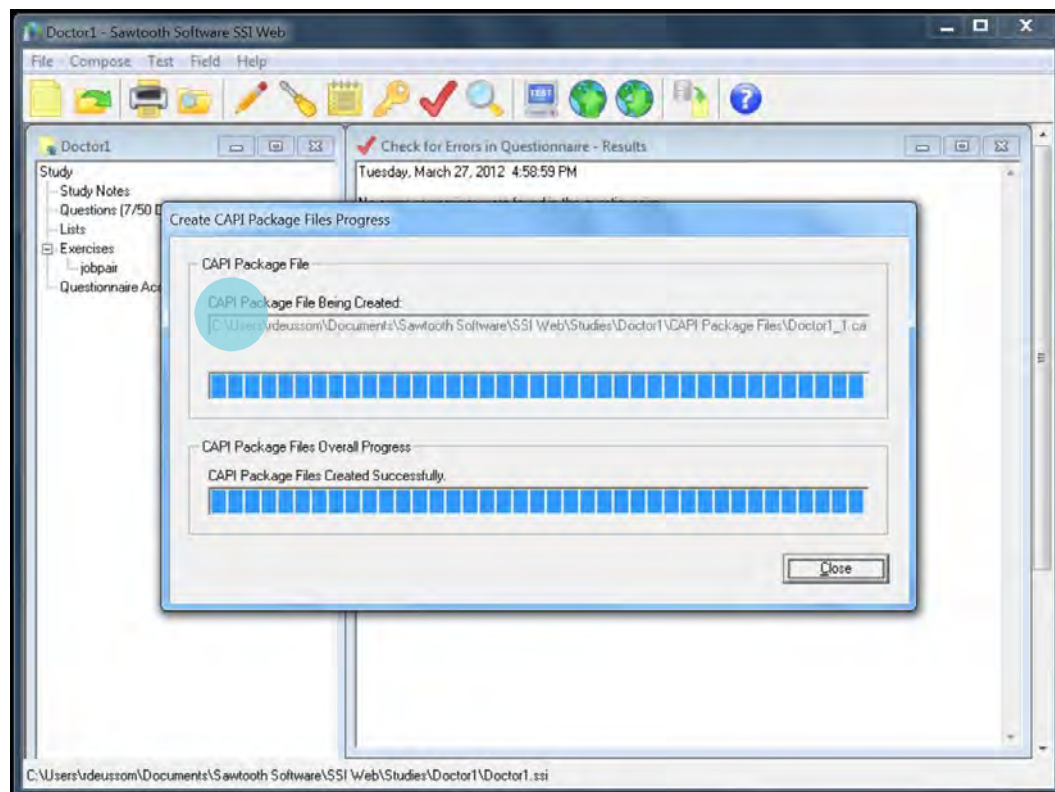 Doctor1 - Sawtooth Software SSI Web
File Compose Test Field Help
TEST
Doctor1
Study
Study Notes
Questions (7/50
Lists
Exercises
jobpair
Questionnaire
Check for Errors in Questionnaire - Results
Tuesday, March 27, 2012 4:58:59 PM
Create CAPI Package Files Progress
CAPI Package File
CAPI Package File Being Created:
C:\Users\rdeussom\Documents\Sawtooth Software\SSI Web\Studies\Doctor1\CAPI Package Files\Doctor1_1.ca
CAPI Package Files Overall Progress
CAPI Package Files Created Successfully.
Close
C:\Users\rdeussom\Documents\Sawtooth Software\SSI Web\Studies\Doctor1\Doctor1.ssi